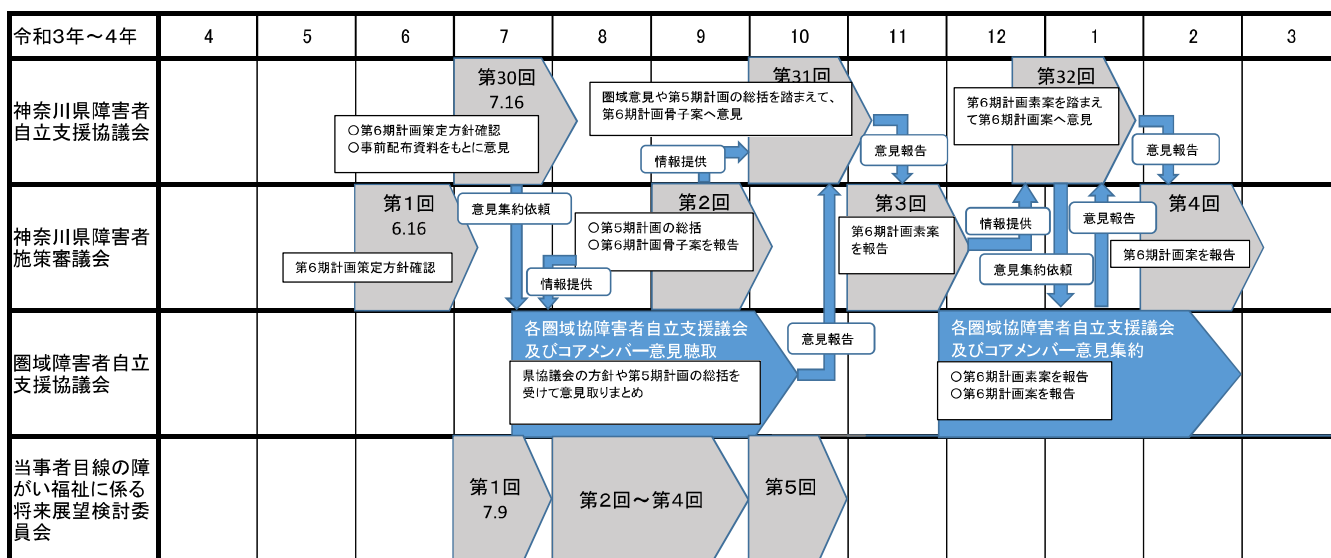 令和3年～4年
4
5
6
7
8
9
10
11
12
1
2
3
神奈川県障害者
自立支援協議会
第30回
7.16
○第6期計画策定方針確認
○事前配布資料をもとに意見
第31回
圏域意見や第5期計画の総括を踏まえて、
第6期計画骨子案へ意見
情報提供
意見報告
第32回
第6期計画素案を踏まえ
て第6期計画案へ意見
意見報告
神奈川県障害者
施策審議会
第1回
6.16
第6期計画策定方針確認
意見集約依頼
第2回
○第5期計画の総括
○第6期計画骨子案を報告
情報提供
第3回
第6期計画素案
を報告
情報提供
意見集約依頼
意見報告
第4回
第6期計画案を報告
圏域障害者自立
支援協議会
各圏域協障害者自立支援議会
及びコアメンバー意見聴取
県協議会の方針や第5期計画の総括を
受けて意見取りまとめ
意見報告
各圏域協障害者自立支援議会
及びコアメンバー意見集約
○第6期計画素案を報告
○第6期計画案を報告
当事者目線の障
がい福祉に係る
将来展望検討委
員会
第1回
7.9
第2回～第4回
第5回